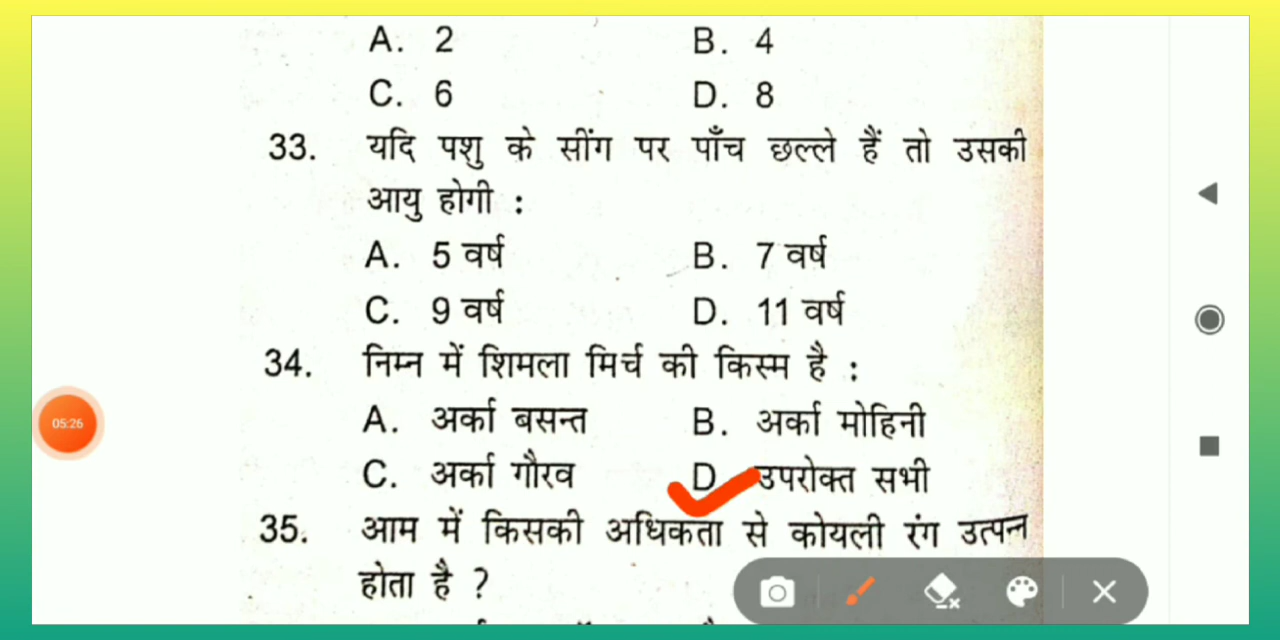 A. 2 B. 4
C. 6 D. 8
33. यदि पशु के सींग पर पाँच छल्ले हैं तो उसकी
आयु होगी :
A. 5 वर्ष B. 7 वर्ष
C. 9 वर्ष D. 11 वर्ष
34. निम्न में शिमला मिर्च की किस्म है :
A. अर्का बसन्त B. अर्का मोहिनी
C. अर्का गौरव D उपरोक्त सभी
35. आम में किसकी अधिकता से कोयली रंग उत्पन्न
होता है ?
05:26